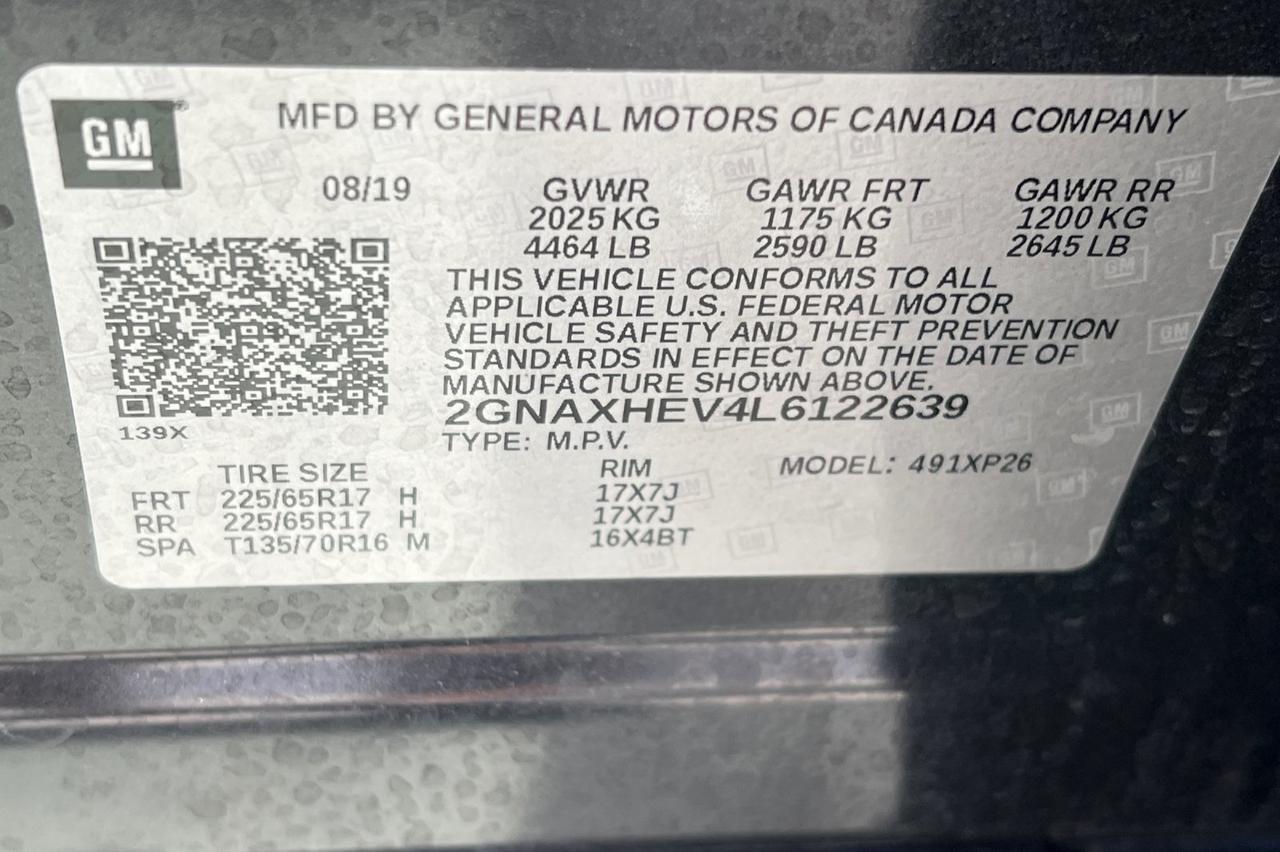 GM
MFD BY GENERAL MOTORS OF CANADA COMPANY
08/19 GVWR GAWR FRT GAWR RR
2025 KG 1175 KG 1200 KG
4464 LB 2590 LB 2645 LB
THIS VEHICLE CONFORMS TO ALL
APPLICABLE U.S. FEDERAL MOTOR
VEHICLE SAFETY AND THEFT PREVENTION
STANDARDS IN EFFECT ON THE DATE OF
MANUFACTURE SHOWN ABOVE.
2GNAXHEV4L6122639
139X
TYPE: M.P.V.
TIRE SIZE RIM MODEL: 491XP26
FRT 225/65R17 H 17X7J
RR 225/65R17 H 17X7J
SPA T135/70R16 M 16X4BT